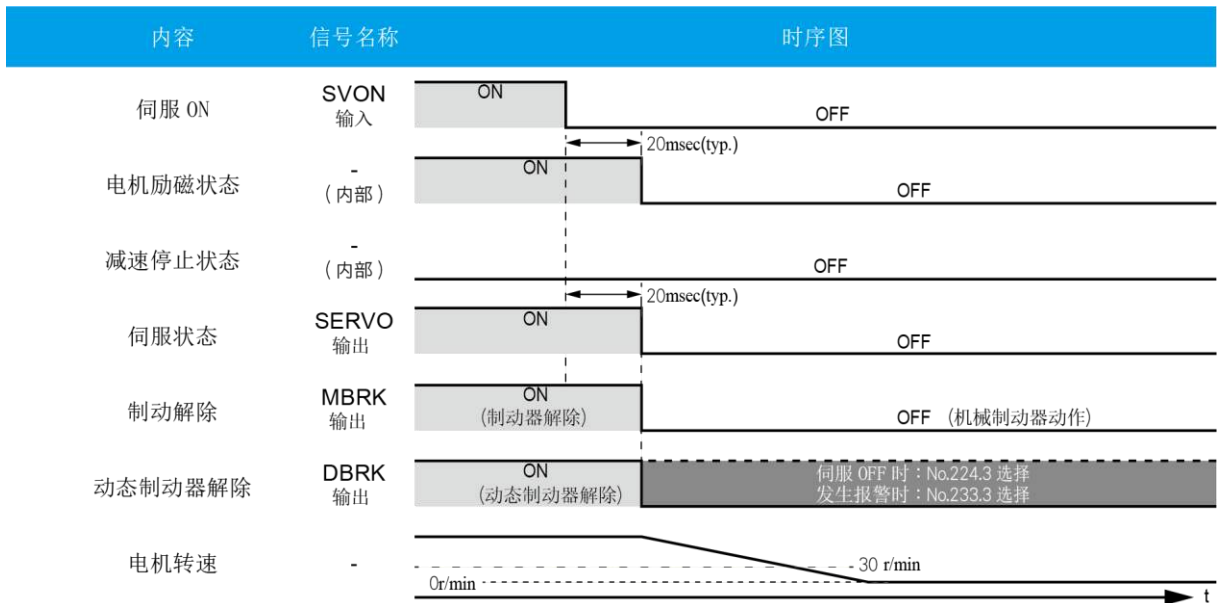 内容 信号名称 时序图
伺服 ON SVON 输入 ON OFF
20msec(typ.)
电机励磁状态 - (内部) ON OFF
减速停止状态 - (内部) OFF
20msec(typ.)
伺服状态 SERVO 输出 ON OFF
制动解除 MBRK 输出 ON (制动器解除) OFF (机械制动器动作)
动态制动器解除 DBRK 输出 ON (动态制动器解除) 伺服 OFF 时：No.224.3 选择
发生报警时：No.233.3 选择
电机转速 - 30 r/min
0r/min
t